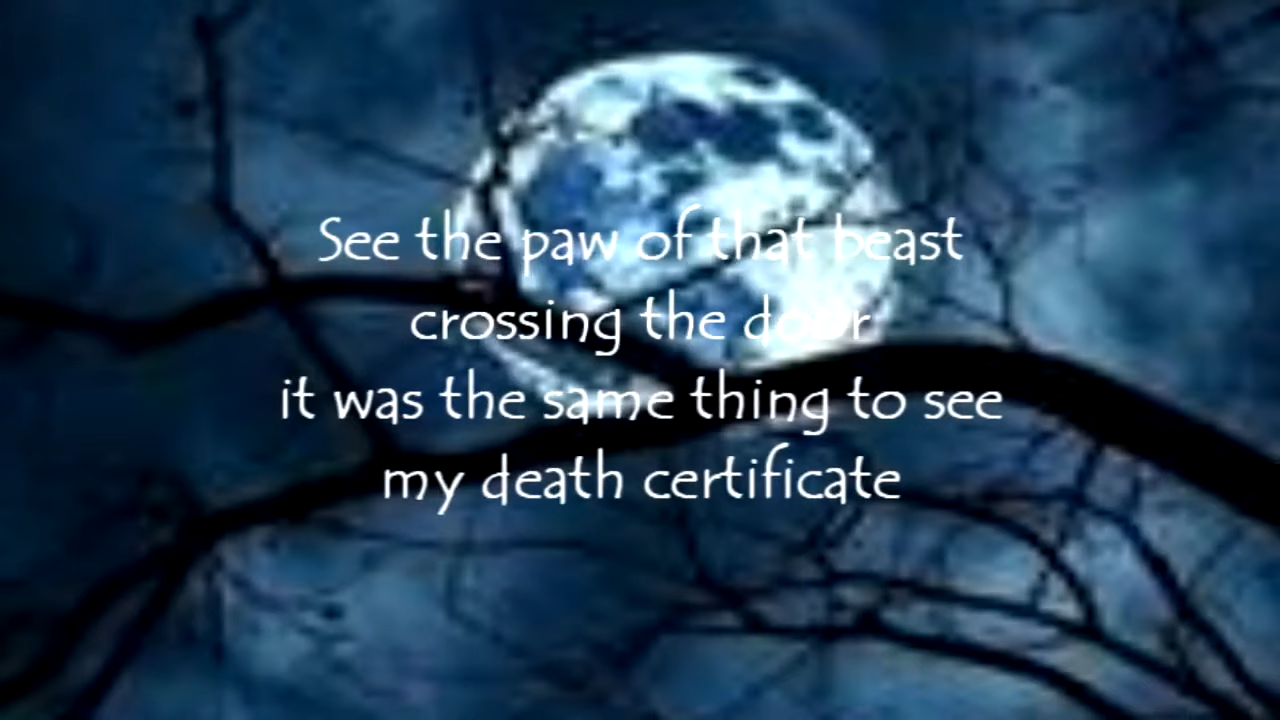 See the paw of that beast
crossing the door
it was the same thing to see
my death certificate